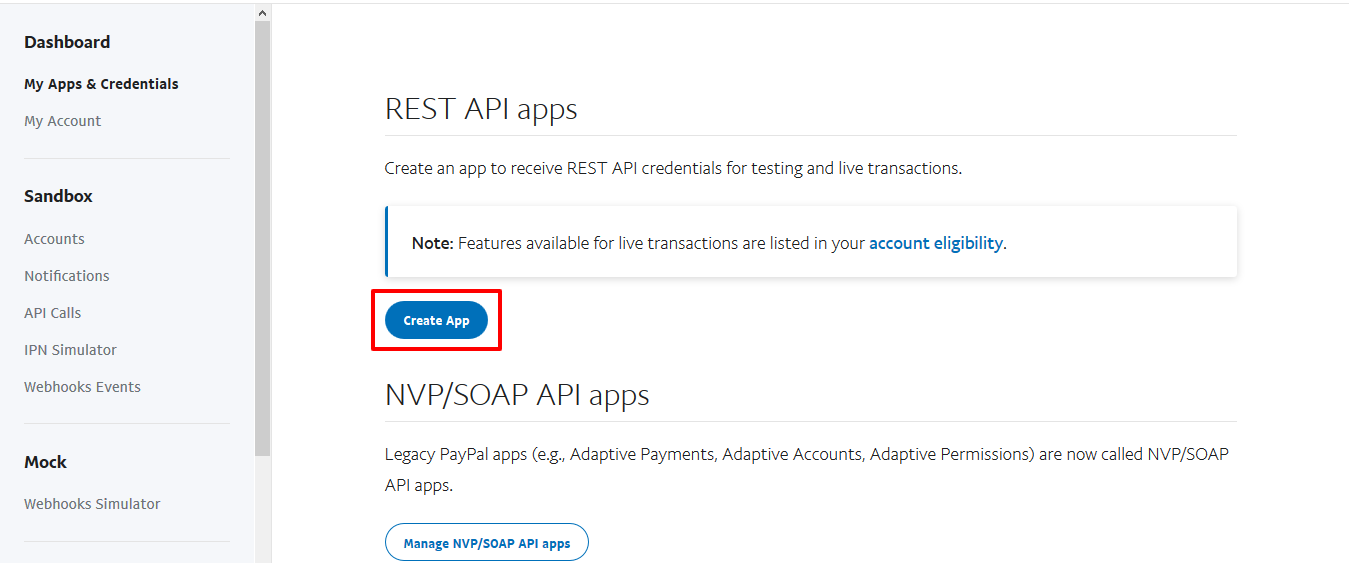 Dashboard
My Apps & Credentials
My Account
Sandbox
Accounts
Notifications
API Calls
IPN Simulator
Webhooks Events
Mock
Webhooks Simulator
REST API apps
Create an app to receive REST API credentials for testing and live transactions.
Note: Features available for live transactions are listed in your account eligibility.
Create App
NVP/SOAP API apps
Legacy PayPal apps (e.g., Adaptive Payments, Adaptive Accounts, Adaptive Permissions) are now called NVP/SOAP
API apps.
Manage NVP/SOAP API apps